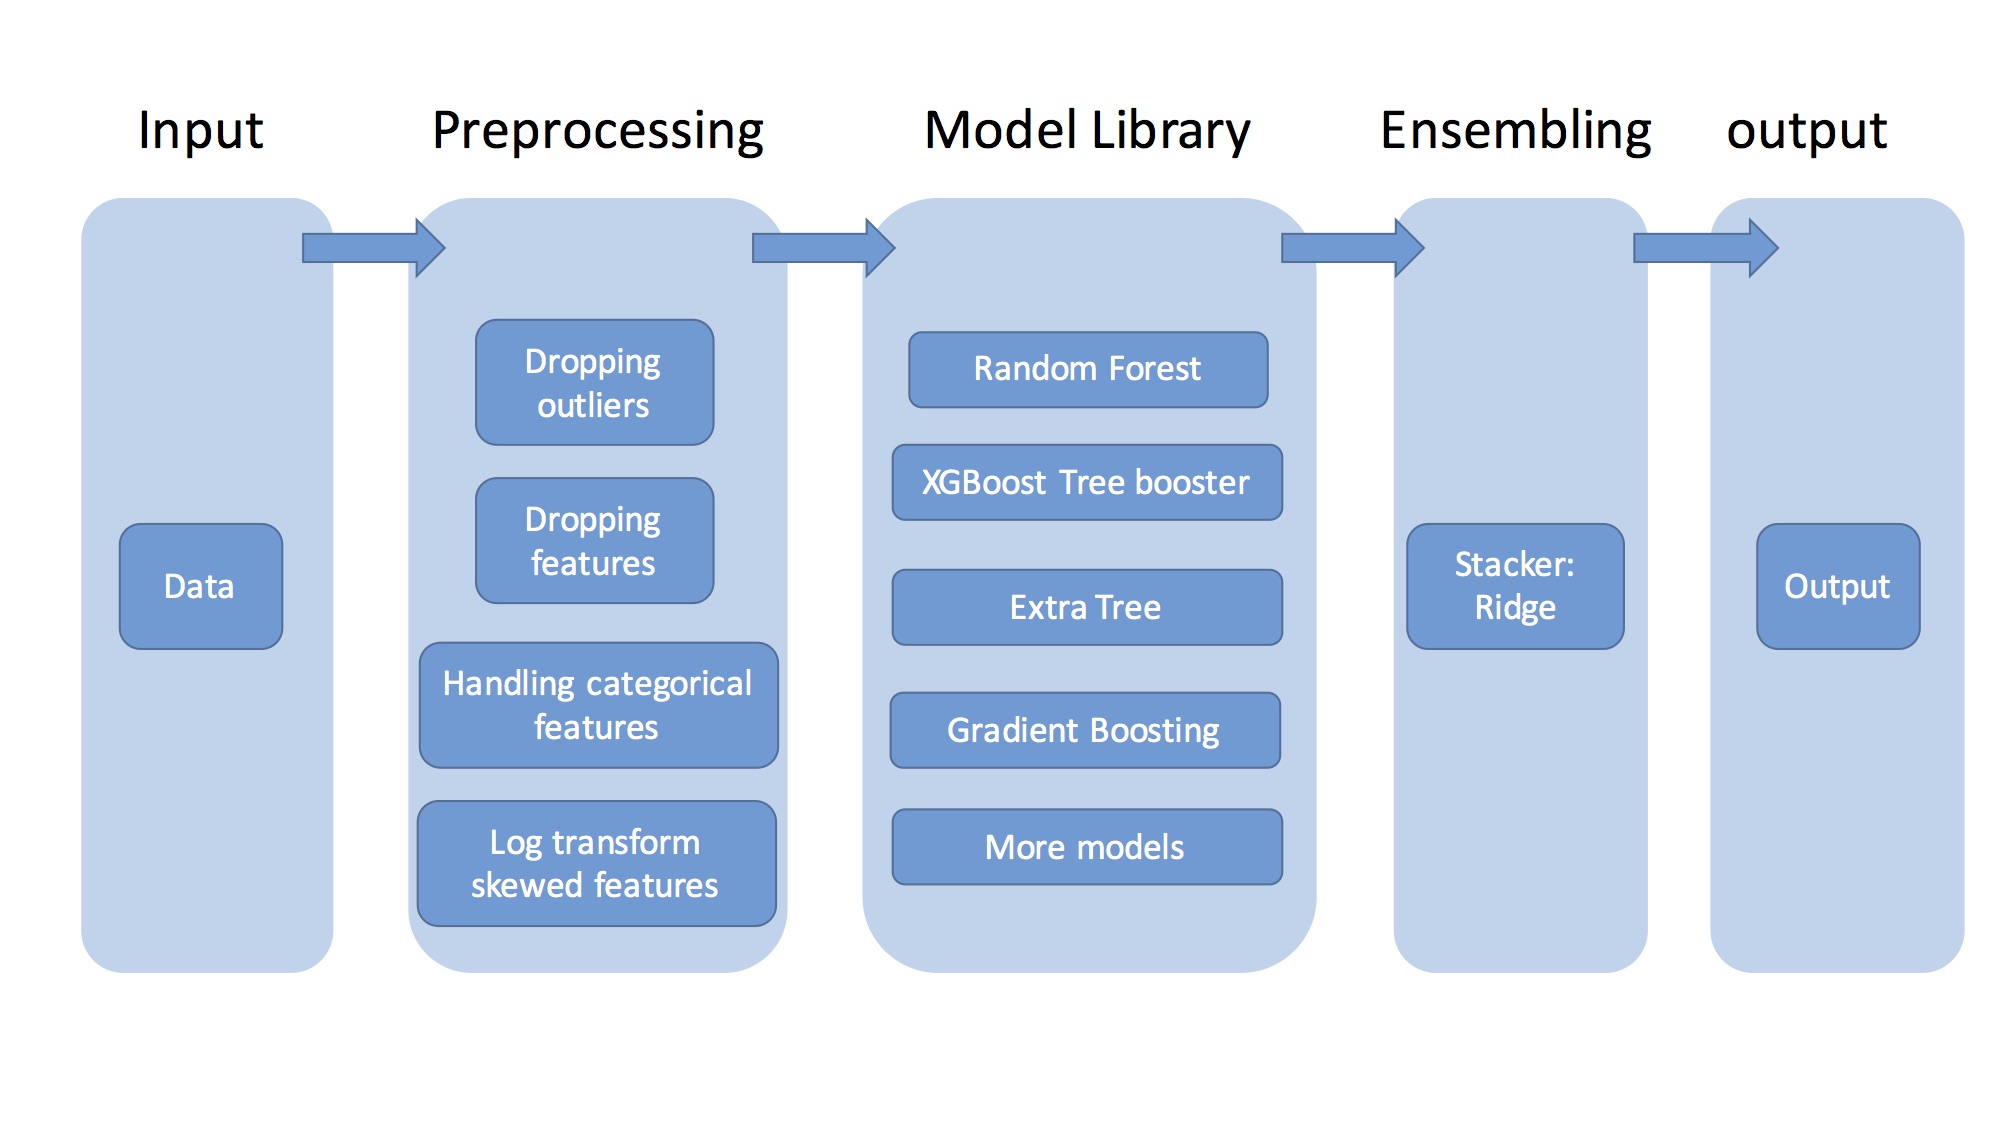 Input
Preprocessing
Model Library
Ensembling
output
Data
Dropping
outliers
Dropping
features
Handling categorical
features
Log transform
skewed features
Random Forest
XGBoost Tree booster
Extra Tree
Gradient Boosting
More models
Stacker:
Ridge
Output